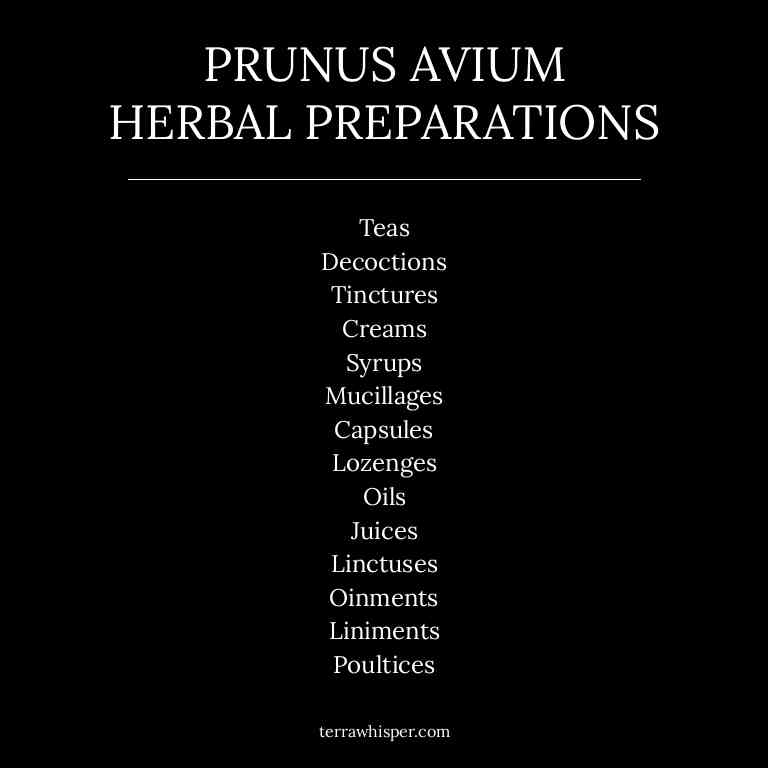 PRUNUS AVIUM
HERBAL PREPARATIONS
Teas
Decoctions
Tinctures
Creams
Syrups
Mucillages
Capsules
Lozenges
Oils
Juices
Linctuses
Oinments
Liniments
Poultices
terrawhisper.com